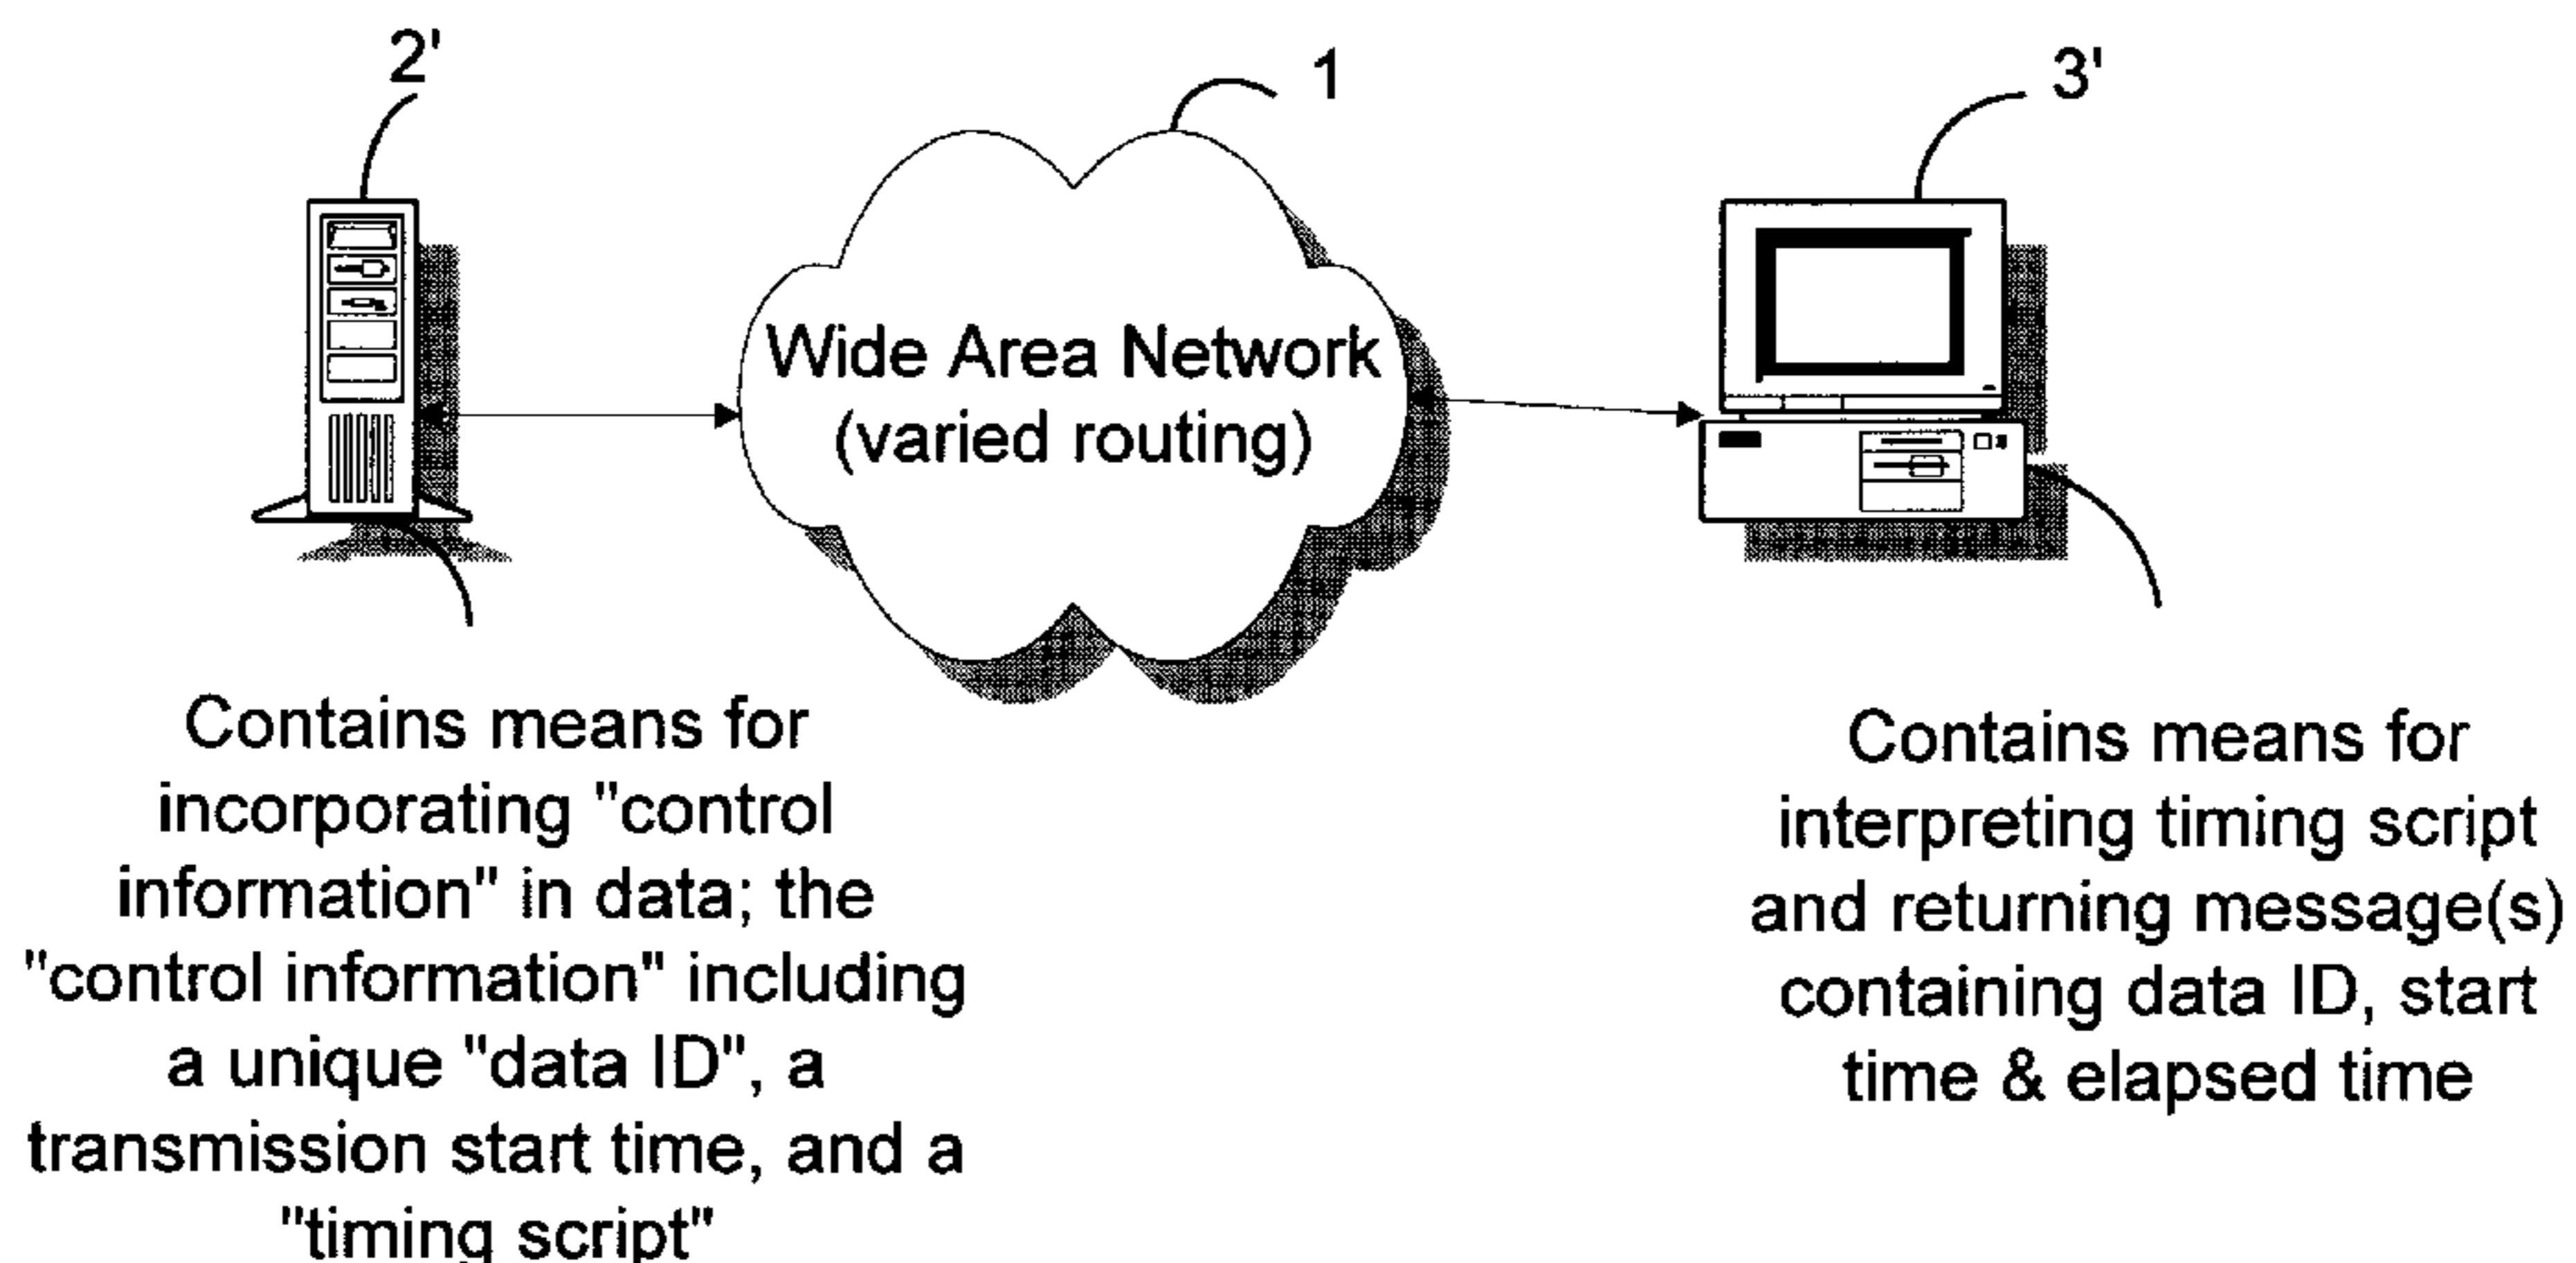 2'
1
3'
Wide Area Network
(varied routing)
Contains means for
incorporating "control
information" in data; the
"control information" including
a unique "data ID", a
transmission start time, and a
"timing script"
Contains means for
interpreting timing script
and returning message(s)
containing data ID, start
time & elapsed time